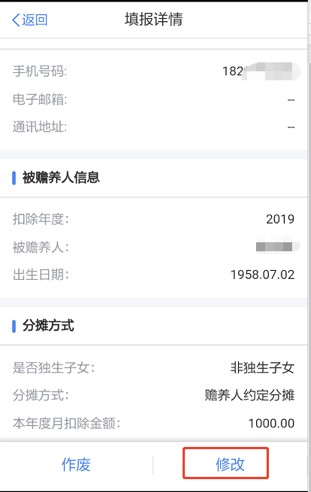 返回 填报详情
手机号码: 182
电子邮箱: --
通讯地址: --
被赡养人信息
扣除年度: 2019
被赡养人:
出生日期: 1958.07.02
分摊方式
是否独生子女: 非独生子女
分摊方式: 赡养人约定分摊
本年度月扣除金额: 1000.00
作废 修改